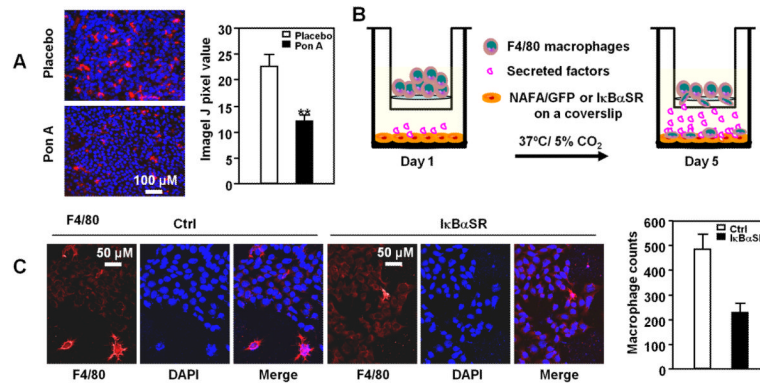 A
Placebo
Pon A
100 µM
ImageJ J pixel value
30
25
20
15
10
5
0
Placebo
Pon A
**
B
F4/80 macrophages
Secreted factors
NAFA/GFP or IκBαSR
on a coverslip
37ºC/ 5% CO2
Day 1
Day 5
C
F4/80
Ctrl
IκBαSR
50 µM
50 µM
F4/80
DAPI
Merge
F4/80
DAPI
Merge
Macrophage counts
600
500
400
300
200
100
0
Ctrl
IκBαSR